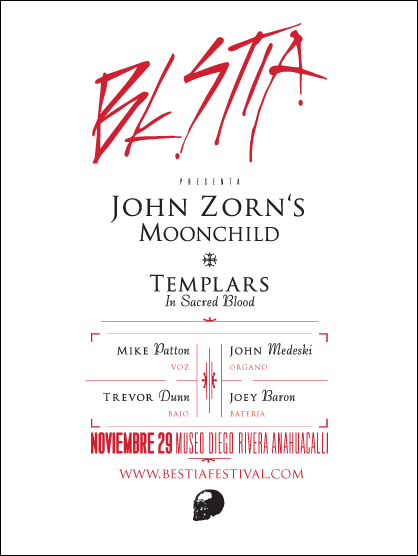 BESTIA
PRESENTA
JOHN ZORN'S
MOONCHILD
TEMPLARS
In Sacred Blood
MIKE Patton
VOZ
JOHN Medeski
ÓRGANO
TREVOR Dunn
BAJO
JOEY Baron
BATERÍA
NOVIEMBRE 29 MUSEO DIEGO RIVERA ANAHUACALLI
WWW.BESTIAFESTIVAL.COM